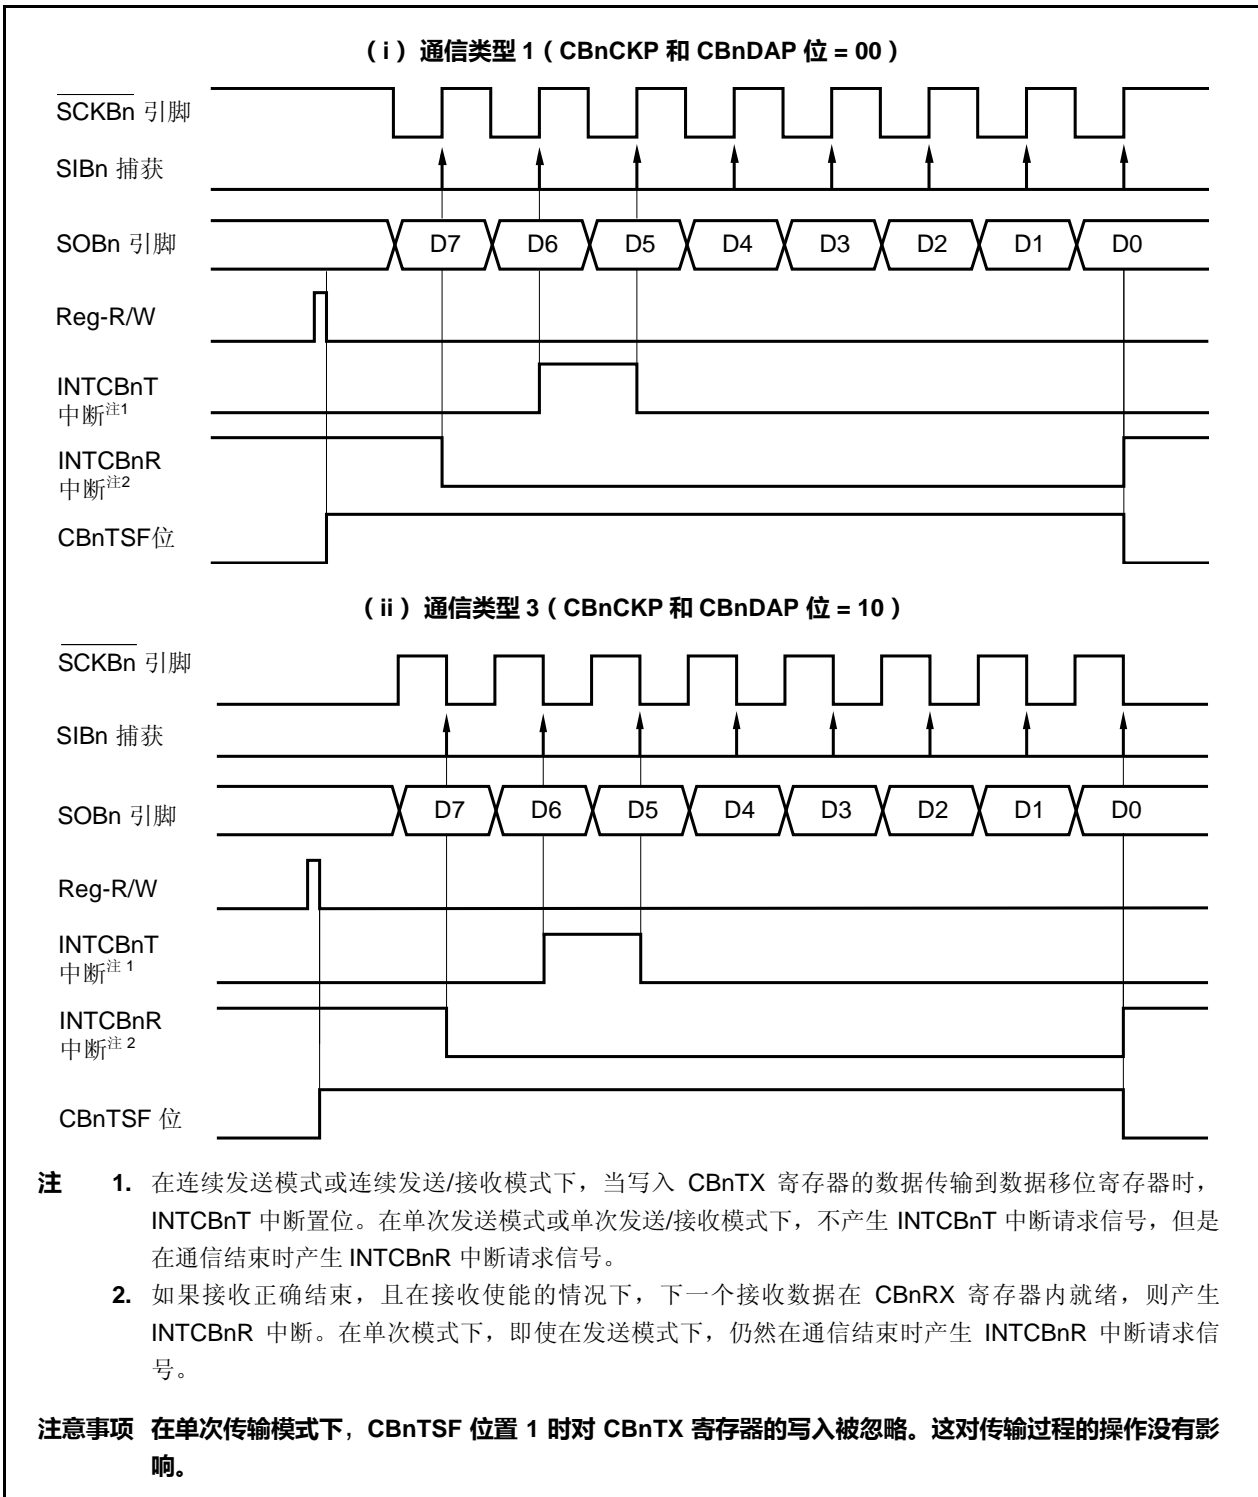 （i）通信类型 1（CBnCKP 和 CBnDAP 位 = 00）
SCKBn 引脚
SIBn 捕获
SOBn 引脚 D7 D6 D5 D4 D3 D2 D1 D0
Reg-R/W
INTCBnT
中断注1
INTCBnR
中断注2
CBnTSF位
（ii）通信类型 3（CBnCKP 和 CBnDAP 位 = 10）
SCKBn 引脚
SIBn 捕获
SOBn 引脚 D7 D6 D5 D4 D3 D2 D1 D0
Reg-R/W
INTCBnT
中断注 1
INTCBnR
中断注 2
CBnTSF 位
注 1. 在连续发送模式或连续发送/接收模式下，当写入 CBnTX 寄存器的数据传输到数据移位寄存器时，
INTCBnT 中断置位。在单次发送模式或单次发送/接收模式下，不产生 INTCBnT 中断请求信号，但是
在通信结束时产生 INTCBnR 中断请求信号。
2. 如果接收正确结束，且在接收使能的情况下，下一个接收数据在 CBnRX 寄存器内就绪，则产生
INTCBnR 中断。在单次模式下，即使在发送模式下，仍然在通信结束时产生 INTCBnR 中断请求信
号。
注意事项 在单次传输模式下，CBnTSF 位置 1 时对 CBnTX 寄存器的写入被忽略。这对传输过程的操作没有影
响。